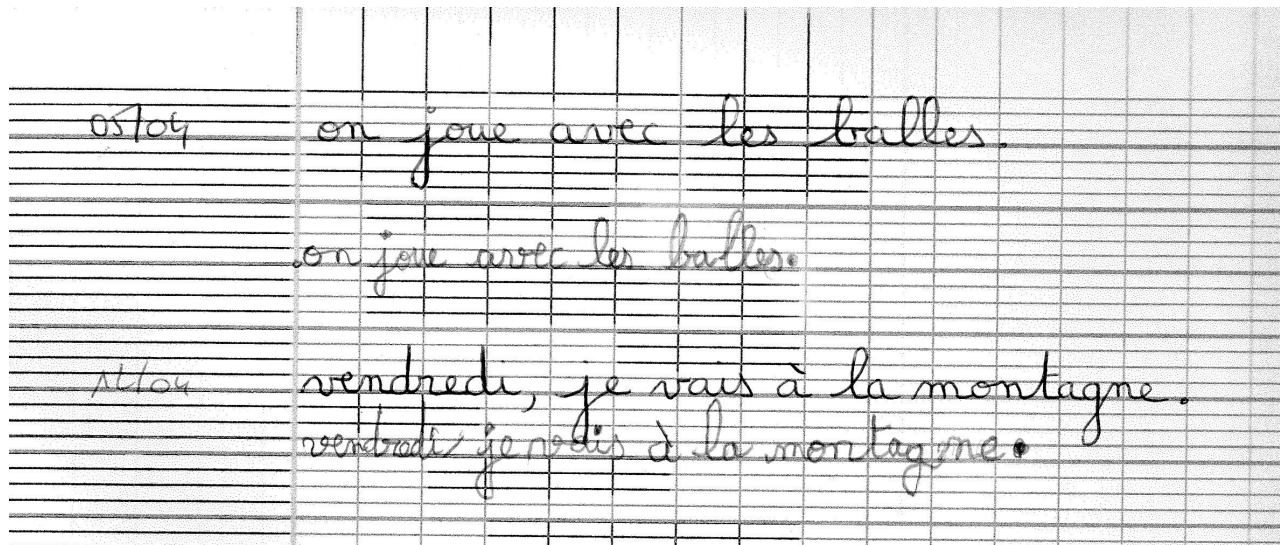 05/04 on joue avec les balles.
on joue avec les balles.
12/04 vendredi, je vais à la montagne.
vendredi, je vais à la montagne.